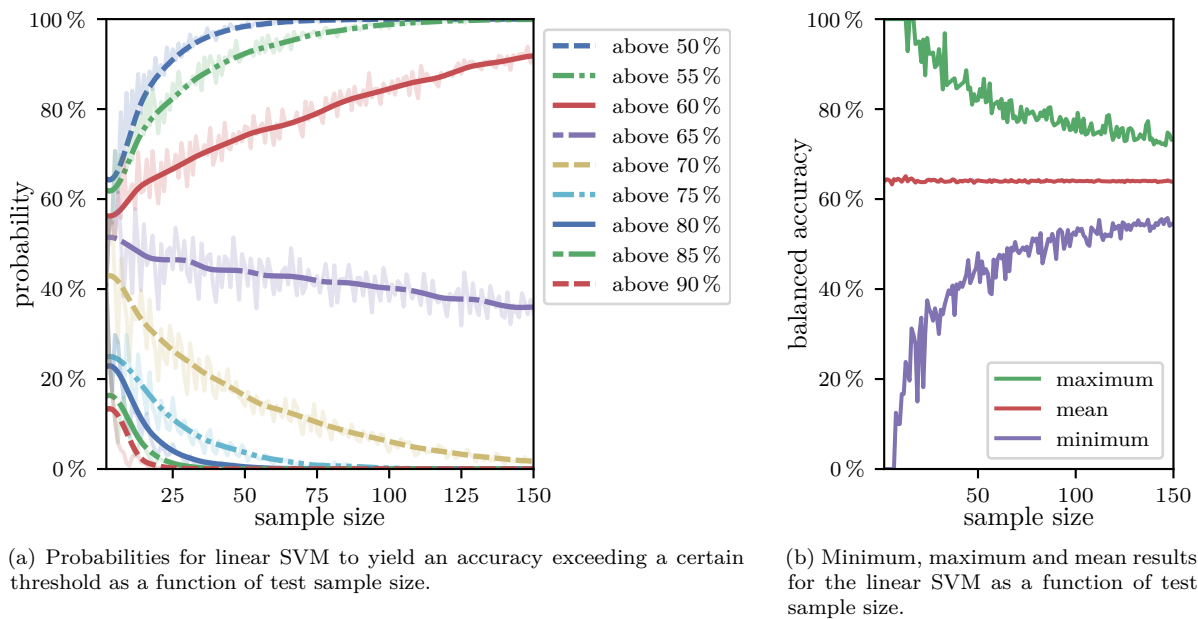 100 %
80 %
60 %
40 %
20 %
0 %
probability
25
50
75
100
125
150
sample size
above 50 %
above 55 %
above 60 %
above 65 %
above 70 %
above 75 %
above 80 %
above 85 %
above 90 %
(a) Probabilities for linear SVM to yield an accuracy exceeding a certain
threshold as a function of test sample size.
100 %
80 %
60 %
40 %
20 %
0 %
balanced accuracy
50
100
150
sample size
maximum
mean
minimum
(b) Minimum, maximum and mean results
for the linear SVM as a function of test
sample size.